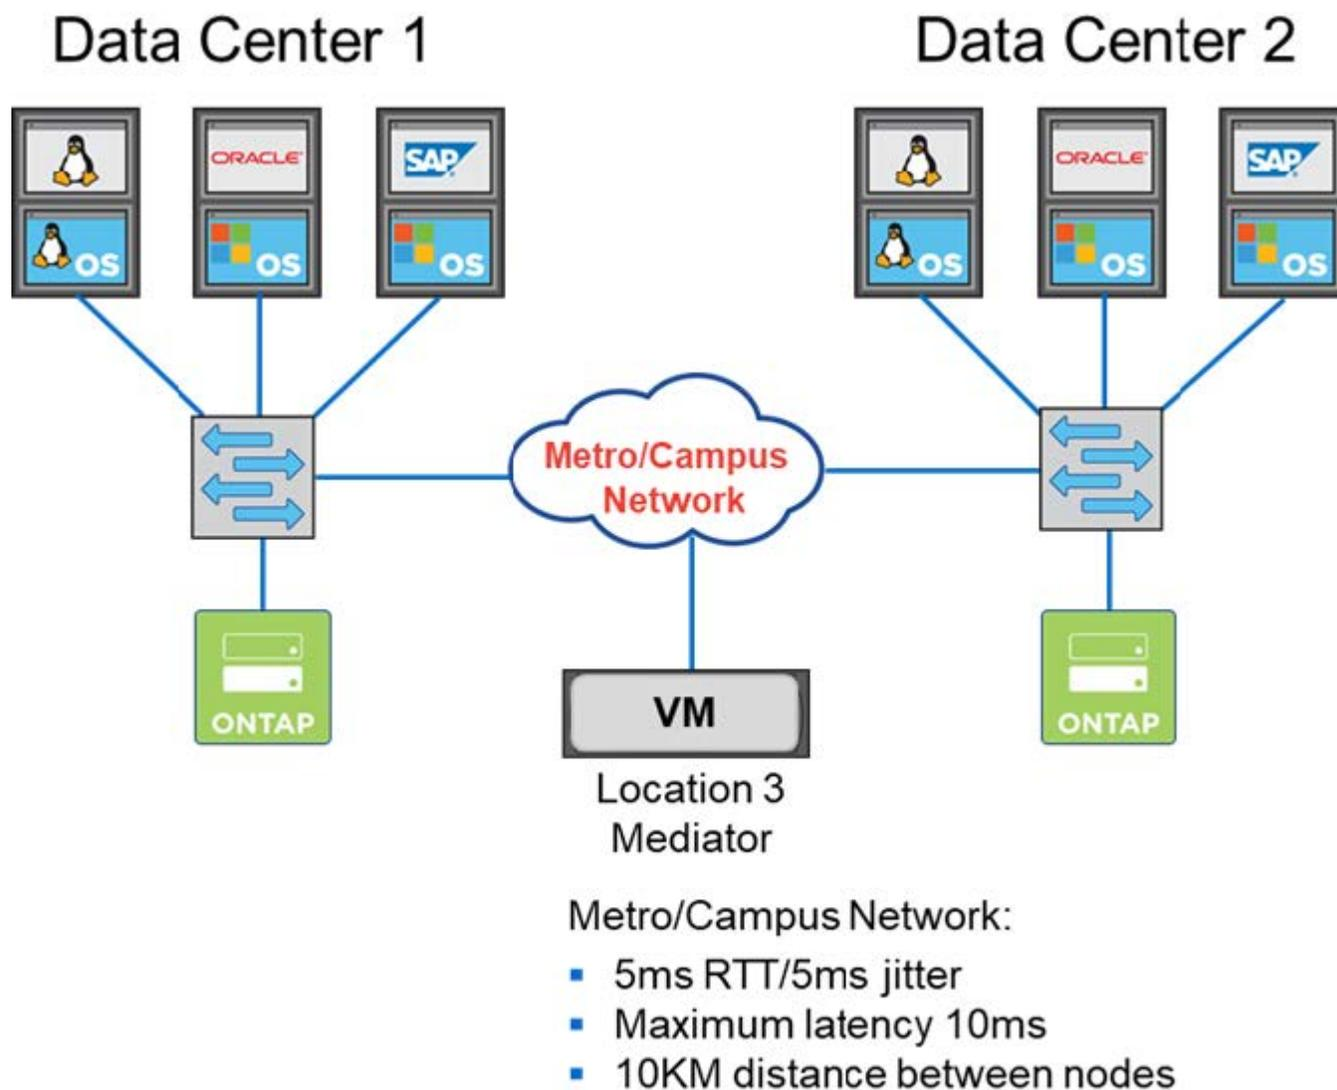 Data Center 1
Data Center 2
ORACLE
SAP
OS
OS
OS
ORACLE
SAP
OS
OS
OS
Metro/Campus
Network
ONTAP
VM
ONTAP
Location 3
Mediator
Metro/Campus Network:
▪ 5ms RTT/5ms jitter
▪ Maximum latency 10ms
▪ 10KM distance between nodes